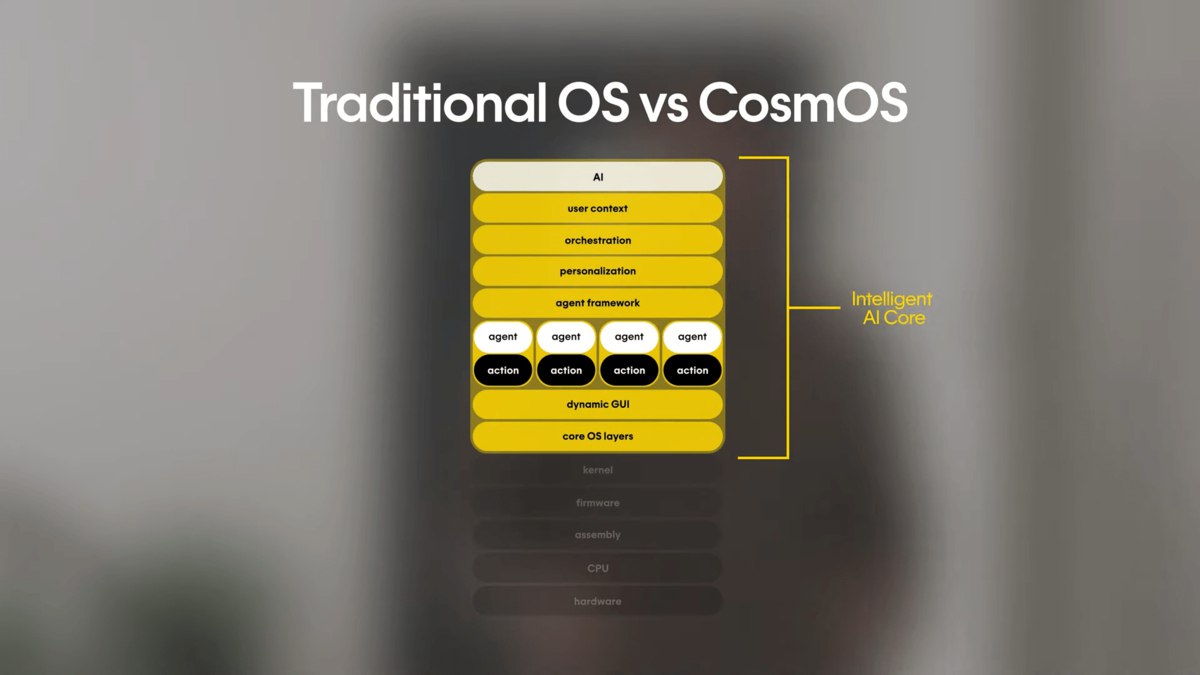 Traditional OS vs CosmOS
AI
user context
orchestration
personalization
agent framework
agent agent agent agent
action action action action
dynamic GUI
core OS layers
Intelligent
AI Core
kernel
firmware
assembly
CPU
hardware